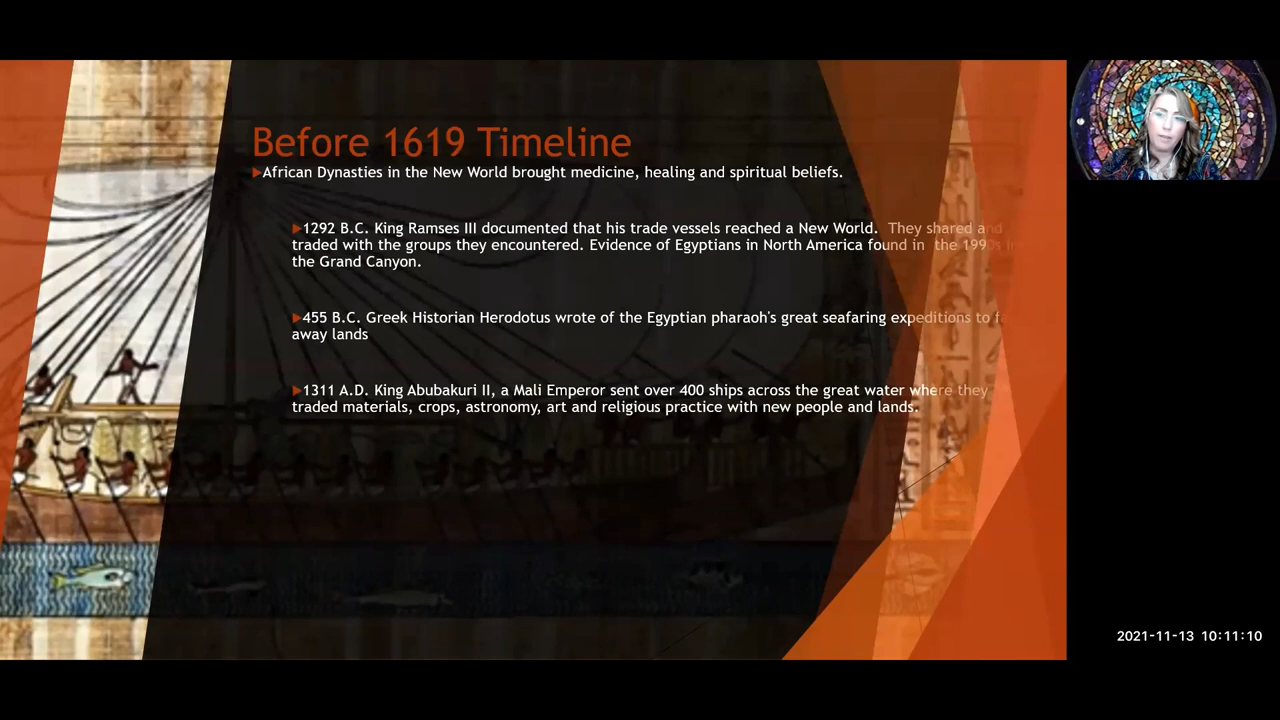 Before 1619 Timeline
African Dynasties in the New World brought medicine, healing and spiritual beliefs.
1292 B.C. King Ramses III documented that his trade vessels reached a New World.  They shared and
traded with the groups they encountered. Evidence of Egyptians in North America found in  the 1990s in
the Grand Canyon.
455 B.C. Greek Historian Herodotus wrote of the Egyptian pharaoh's great seafaring expeditions to
away lands
1311 A.D. King Abubakuri II, a Mali Emperor sent over 400 ships across the great water where they
traded materials, crops, astronomy, art and religious practice with new people and lands.
2021-11-13 10:11:10